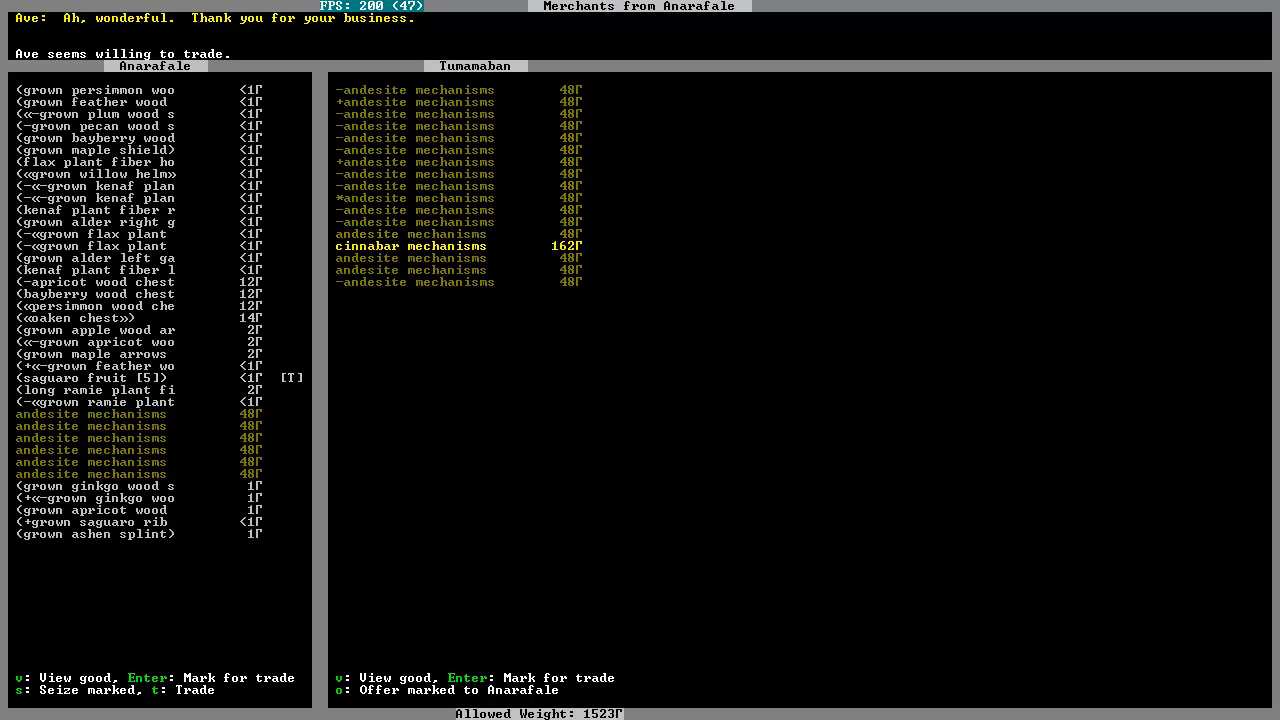 FPS: 200 (47) Merchants from Anarafale
Ave: Ah, wonderful. Thank you for your business.
Ave seems willing to trade.
Anarafale Tumamaban
(grown persimmon woo <1Γ -andesite mechanisms 48Γ
(grown feather wood <1Γ +andesite mechanisms 48Γ
(«-grown plum wood s <1Γ -andesite mechanisms 48Γ
(-grown pecan wood s <1Γ -andesite mechanisms 48Γ
(grown bayberry wood <1Γ -andesite mechanisms 48Γ
(grown maple shield) <1Γ -andesite mechanisms 48Γ
(flax plant fiber ho <1Γ +andesite mechanisms 48Γ
(«grown willow helm» <1Γ -andesite mechanisms 48Γ
(-«-grown kenaf plan <1Γ -andesite mechanisms 48Γ
(-«-grown kenaf plan <1Γ *andesite mechanisms 48Γ
(kenaf plant fiber r <1Γ -andesite mechanisms 48Γ
(grown alder right g <1Γ -andesite mechanisms 48Γ
(-«grown flax plant <1Γ andesite mechanisms 48Γ
(-«grown flax plant <1Γ cinnabar mechanisms 162Γ
(grown alder left ga <1Γ andesite mechanisms 48Γ
(kenaf plant fiber l <1Γ andesite mechanisms 48Γ
(-apricot wood chest 12Γ -andesite mechanisms 48Γ
(bayberry wood chest 12Γ
(«persimmon wood che 12Γ
(«oaken chest») 14Γ
(grown apple wood ar 2Γ
(«-grown apricot woo 2Γ
(grown maple arrows 2Γ
(+«-grown feather wo <1Γ
(saguaro fruit [5]) <1Γ [T]
(long ramie plant fi 2Γ
(-«grown ramie plant <1Γ
andesite mechanisms 48Γ
andesite mechanisms 48Γ
andesite mechanisms 48Γ
andesite mechanisms 48Γ
andesite mechanisms 48Γ
andesite mechanisms 48Γ
(grown ginkgo wood s 1Γ
(+«-grown ginkgo woo 1Γ
(grown apricot wood 1Γ
(+grown saguaro rib <1Γ
(grown ashen splint) 1Γ
v: View good, Enter: Mark for trade v: View good, Enter: Mark for trade
s: Seize marked, t: Trade o: Offer marked to Anarafale
Allowed Weight: 1523Γ